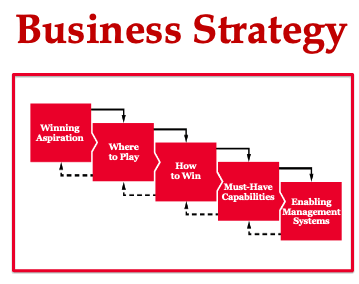 Business Strategy
Winning
Aspiration
Where
to Play
How
to Win
Must-Have
Capabilities
Enabling
Management
Systems